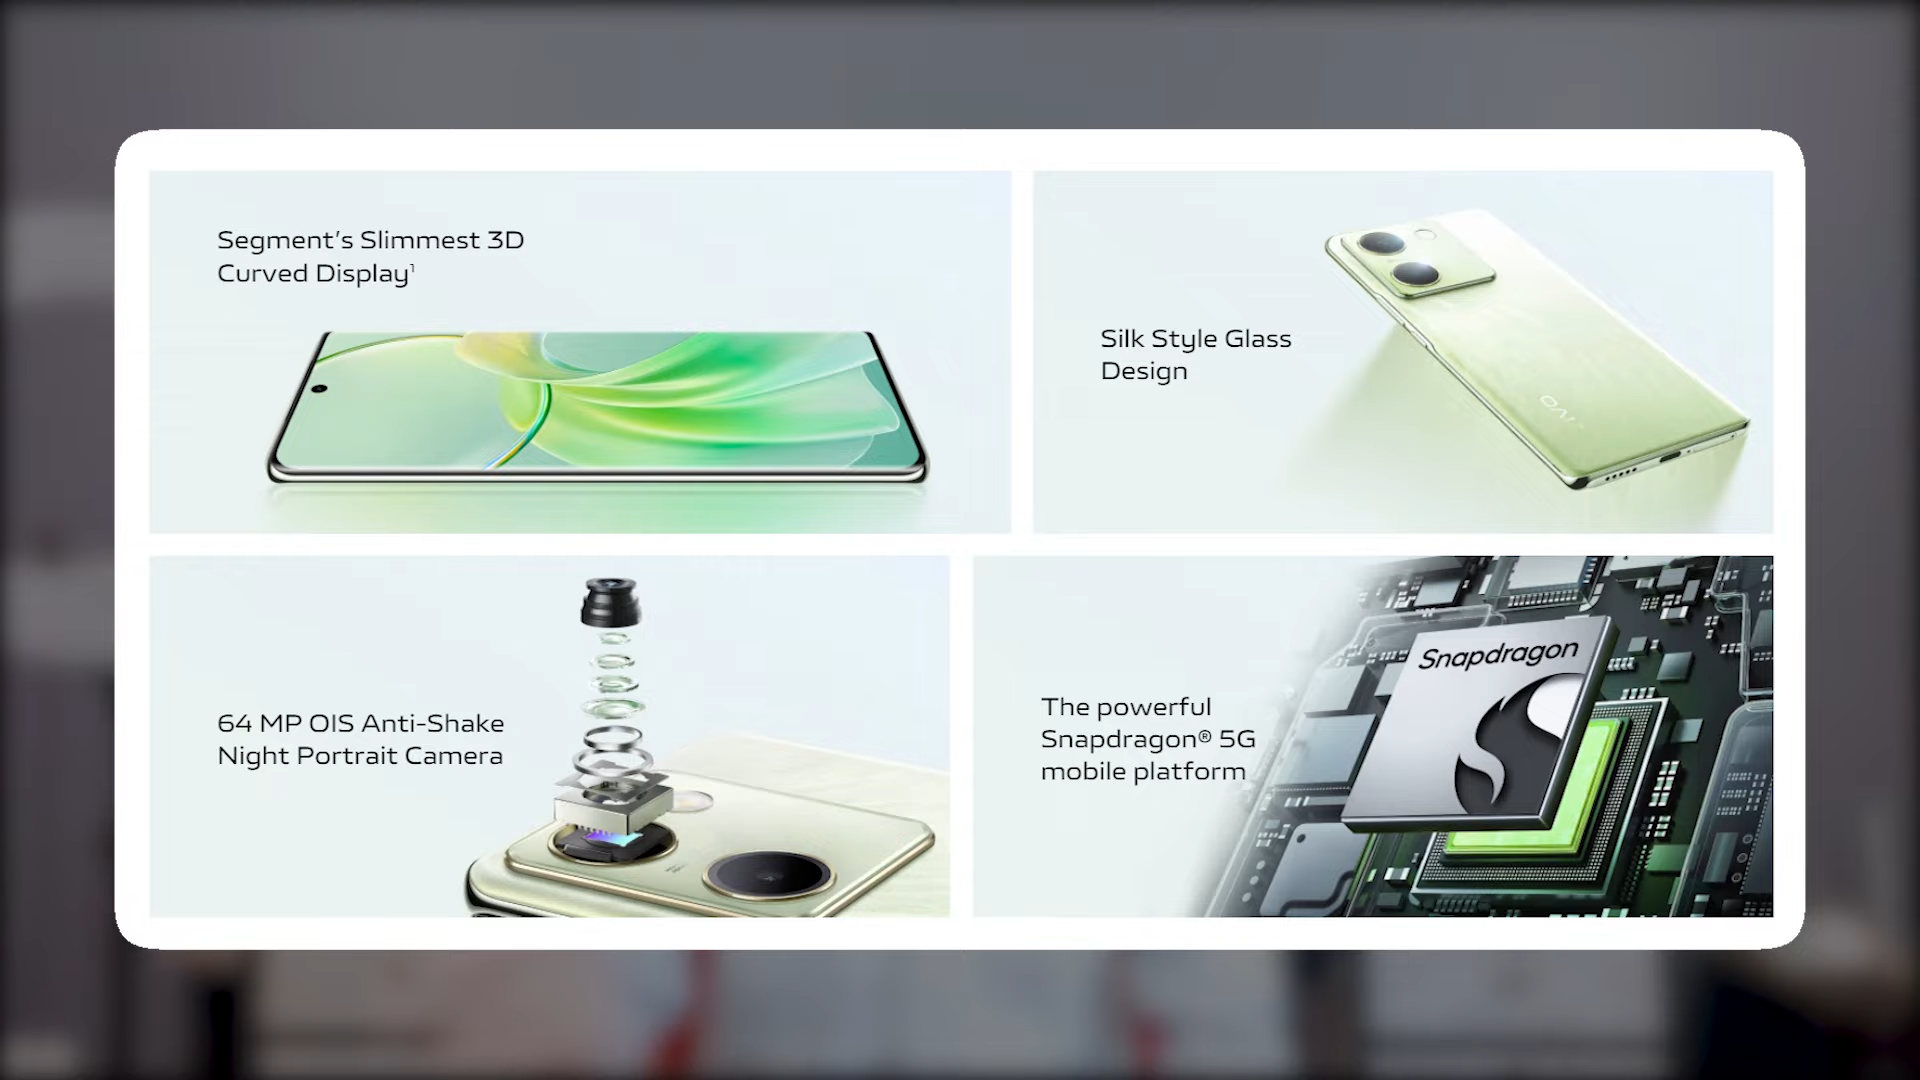 Segment's Slimmest 3D
Curved Display¹
Silk Style Glass
Design
vivo
64 MP OIS Anti-Shake
Night Portrait Camera
The powerful
Snapdragon® 5G
mobile platform
Snapdragon